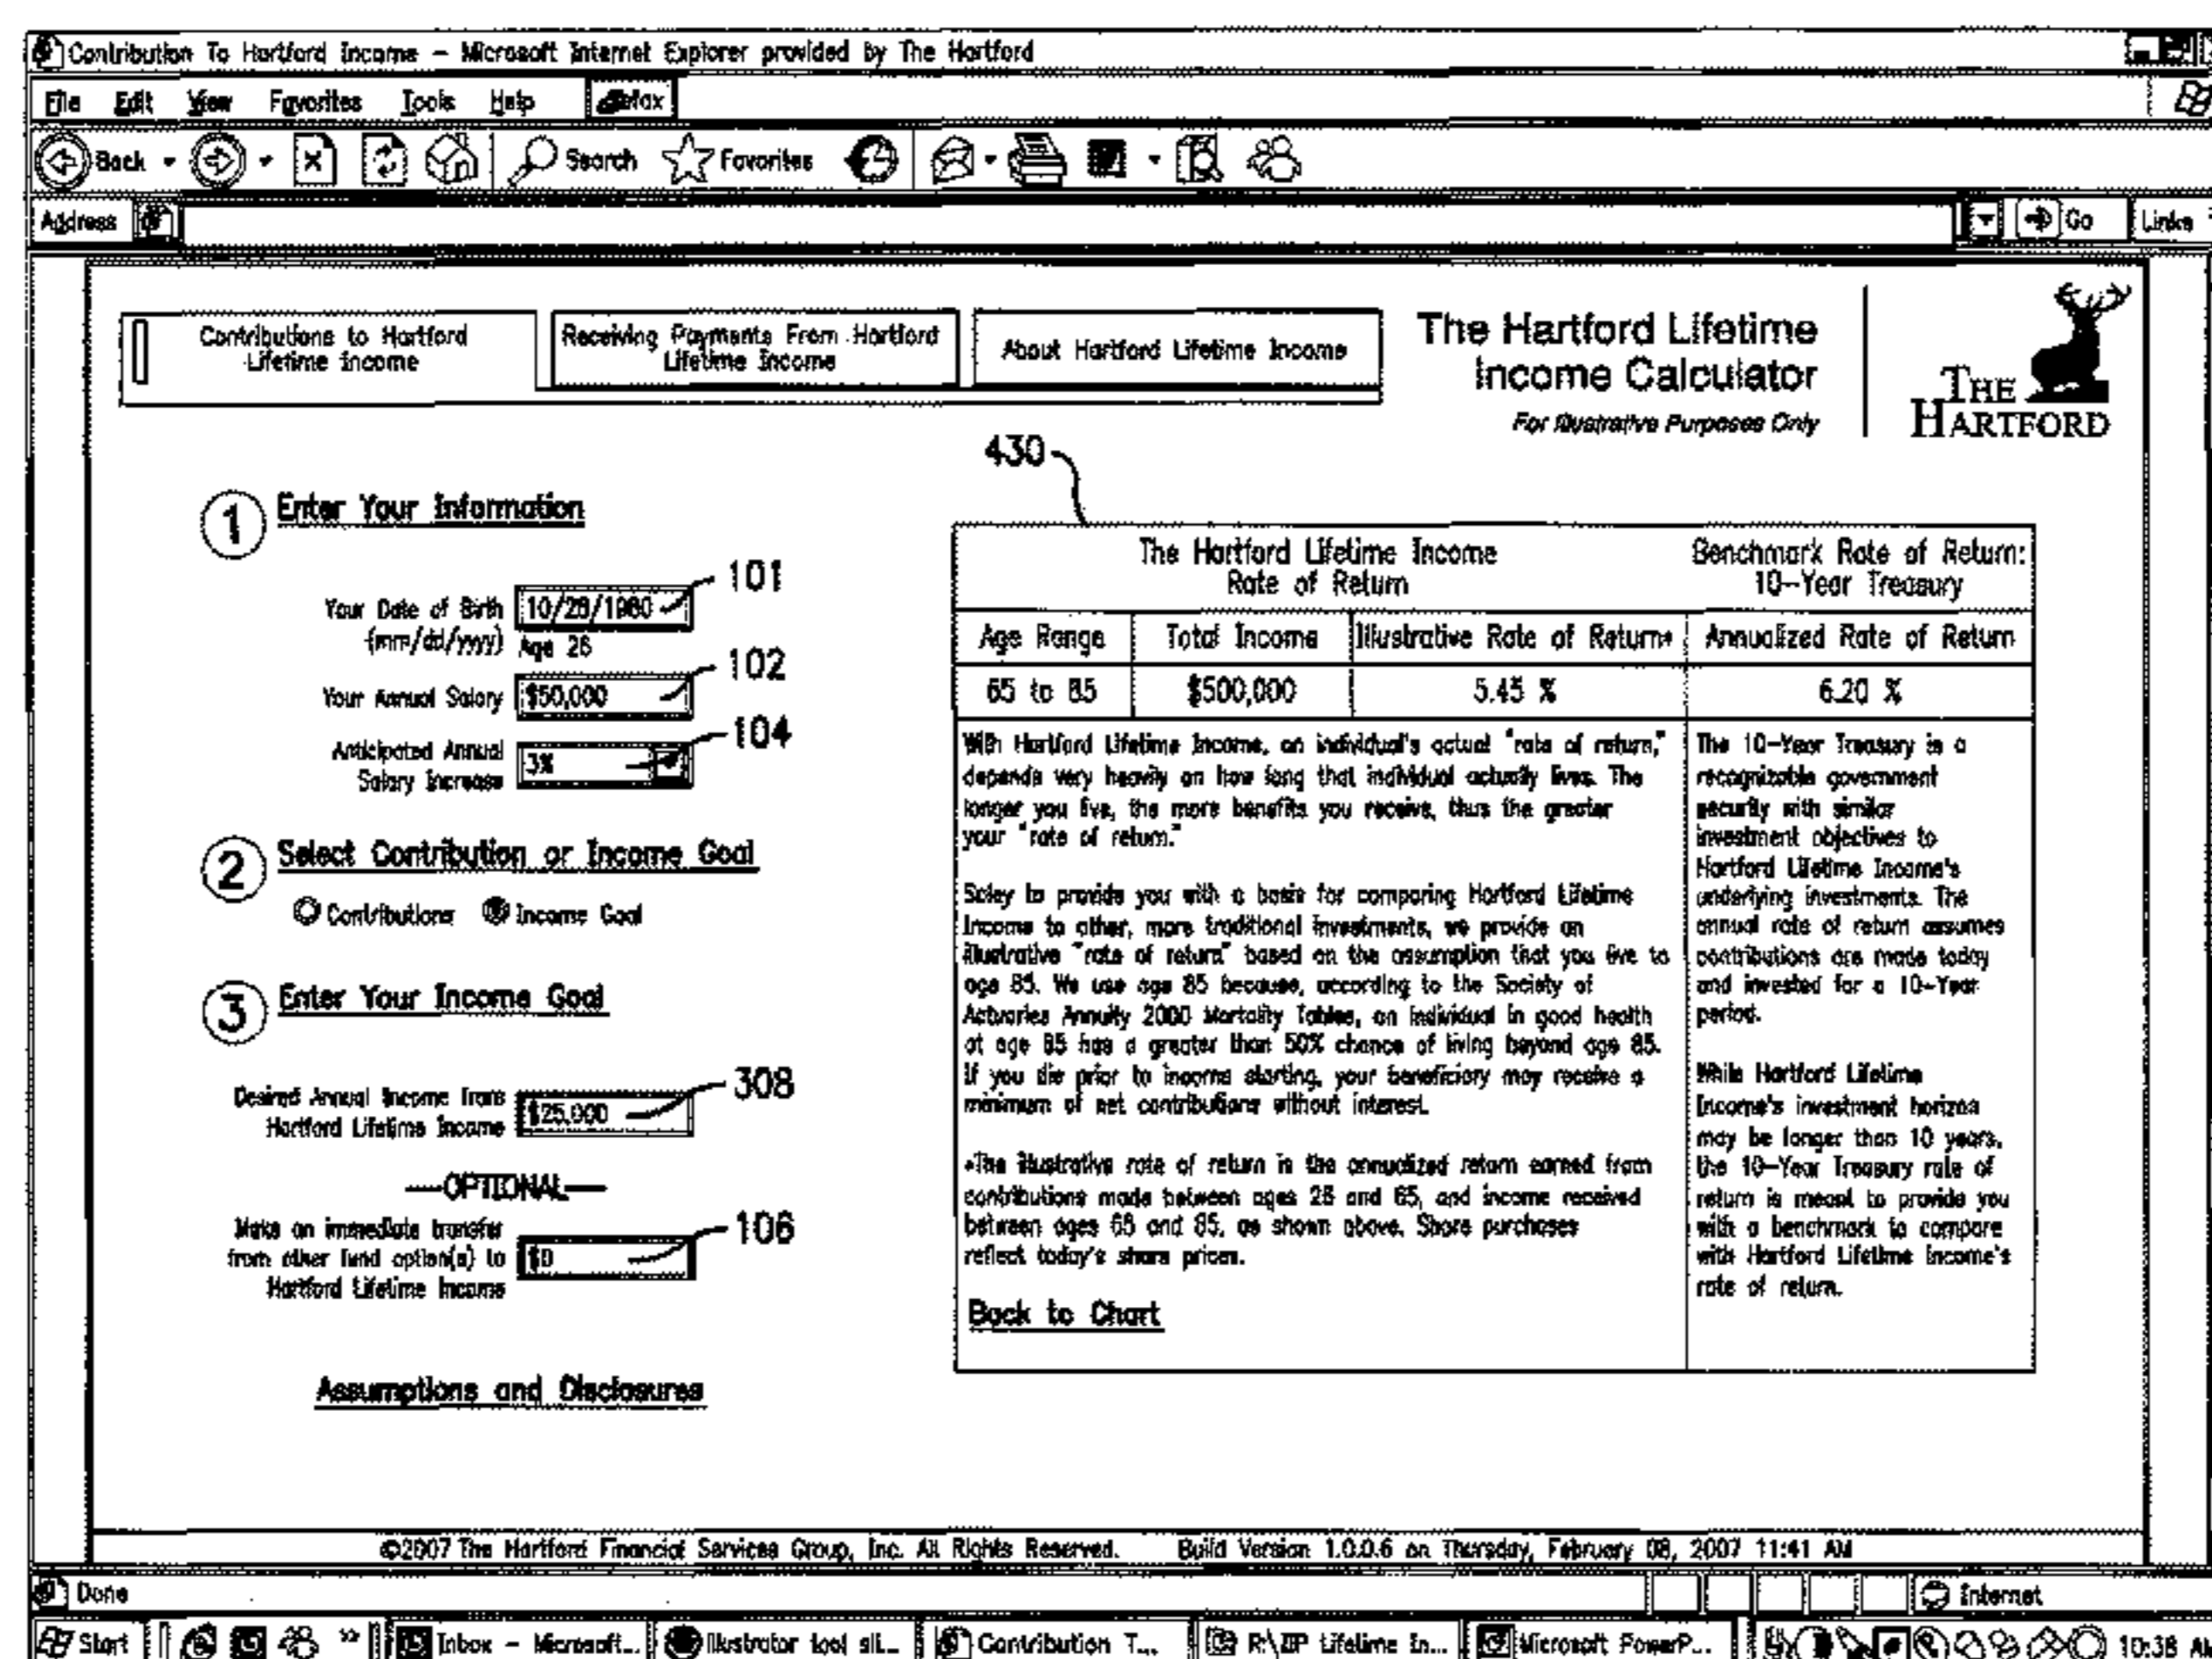 Contribution To Hartford Income – Microsoft Internet Explorer provided by The Hartford
File Edit View Favorites Tools Help
Back Search Favorites
Address Go Links
Contributions to Hartford
Lifetime Income
Receiving Payments From Hartford
Lifetime Income
About Hartford Lifetime Income
The Hartford Lifetime
Income Calculator
For Illustrative Purposes Only
THE
HARTFORD
430
1 Enter Your Information
Your Date of Birth 10/28/1980 101
(mm/dd/yyyy) Age 26
Your Annual Salary $50,000 102
Anticipated Annual
Salary Increase 3% 104
2 Select Contribution or Income Goal
Contributions Income Goal
3 Enter Your Income Goal
Desired Annual Income from
Hartford Lifetime Income $25,000 308
—OPTIONAL—
Make an immediate transfer
from other fund option(s) to
Hartford Lifetime Income $0 106
Assumptions and Disclosures
The Hartford Lifetime Income
Rate of Return
Benchmark Rate of Return:
10-Year Treasury
Age Range Total Income Illustrative Rate of Return* Annualized Rate of Return
65 to 85 $500,000 5.45 % 6.20 %
With Hartford Lifetime Income, an individual's actual "rate of return,"
depends very heavily on how long that individual actually lives. The
longer you live, the more benefits you receive, thus the greater
your "rate of return."
Soley to provide you with a basis for comparing Hartford Lifetime
Income to other, more traditional investments, we provide an
illustrative "rate of return" based on the assumption that you live to
age 85. We use age 85 because, according to the Society of
Actuaries Annuity 2000 Mortality Tables, an individual in good health
at age 65 has a greater than 50% chance of living beyond age 85.
If you die prior to income starting, your beneficiary may receive a
minimum of net contributions without interest.
*The illustrative rate of return is the annualized return earned from
contributions made between ages 26 and 65, and income received
between ages 65 and 85, as shown above. Share purchases
reflect today's share prices.
Back to Chart
The 10-Year Treasury is a
recognizable government
security with similar
investment objectives to
Hartford Lifetime Income's
underlying investments. The
annual rate of return assumes
contributions are made today
and invested for a 10-Year
period.
While Hartford Lifetime
Income's investment horizon
may be longer than 10 years,
the 10-Year Treasury rate of
return is meant to provide you
with a benchmark to compare
with Hartford Lifetime Income's
rate of return.
©2007 The Hartford Financial Services Group, Inc. All Rights Reserved. Build Version 1.0.0.6 on Thursday, February 08, 2007 11:41 AM
Done Internet
Start Inbox – Microsoft... Illustrator tool sli... Contribution T... Lifetime In... Microsoft PowerP... 10:38 AM